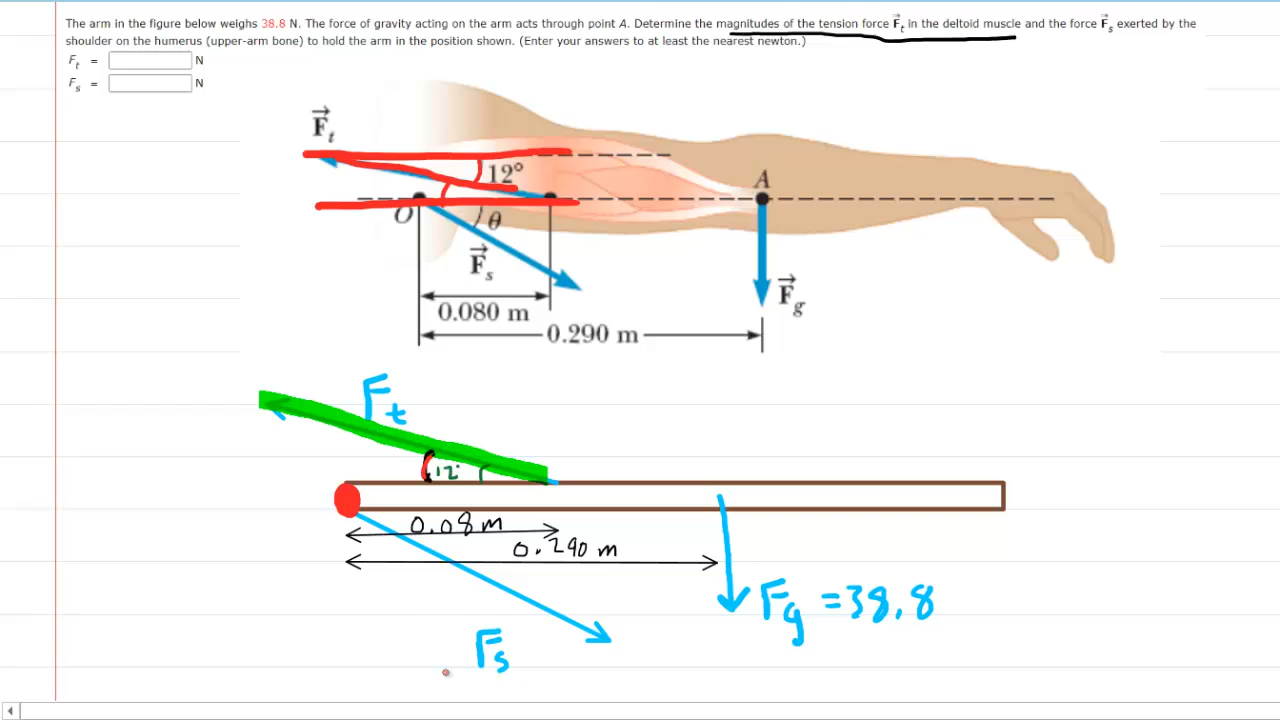 The arm in the figure below weighs 38.8 N. The force of gravity acting on the arm acts through point A. Determine the magnitudes of the tension force F⃗t in the deltoid muscle and the force F⃗s exerted by the
shoulder on the humerus (upper-arm bone) to hold the arm in the position shown. (Enter your answers to at least the nearest newton.)
Ft = N
Fs = N
F⃗t
12°
A
O
θ
F⃗s
F⃗g
0.080 m
0.290 m
Ft
12°
0.08 m
0.290 m
Fg = 38.8
Fs